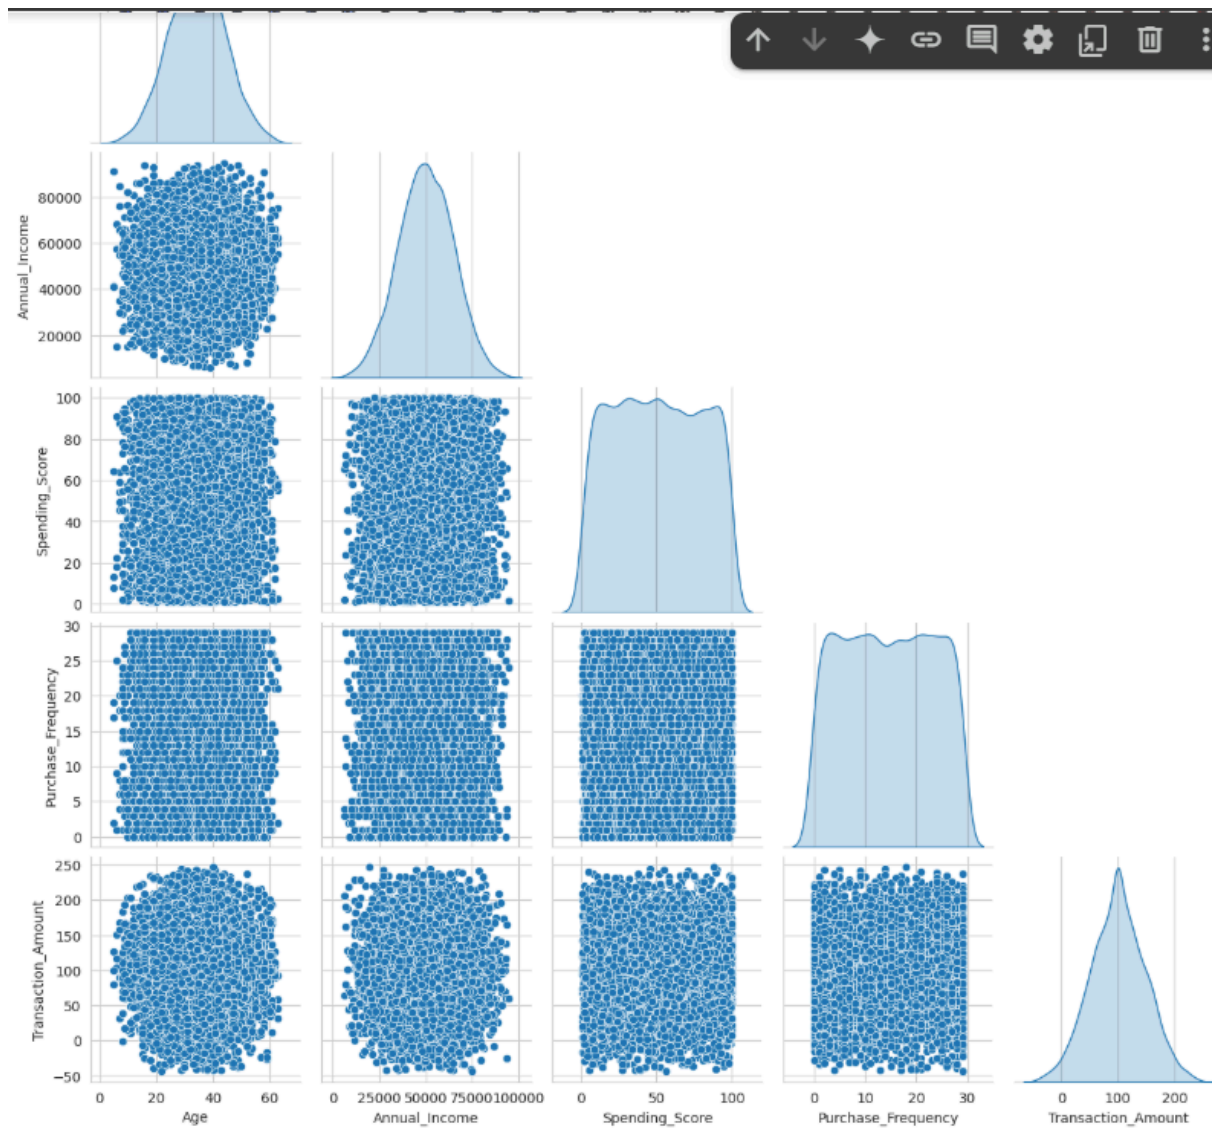 80000
60000
40000
20000
Annual_Income
100
80
60
40
20
0
Spending_Score
30
25
20
15
10
5
0
Purchase_Frequency
250
200
150
100
50
0
−50
Transaction_Amount
0 20 40 60
0 25000 50000 75000100000
0 50 100
0 10 20 30
0 100 200
Age
Annual_Income
Spending_Score
Purchase_Frequency
Transaction_Amount